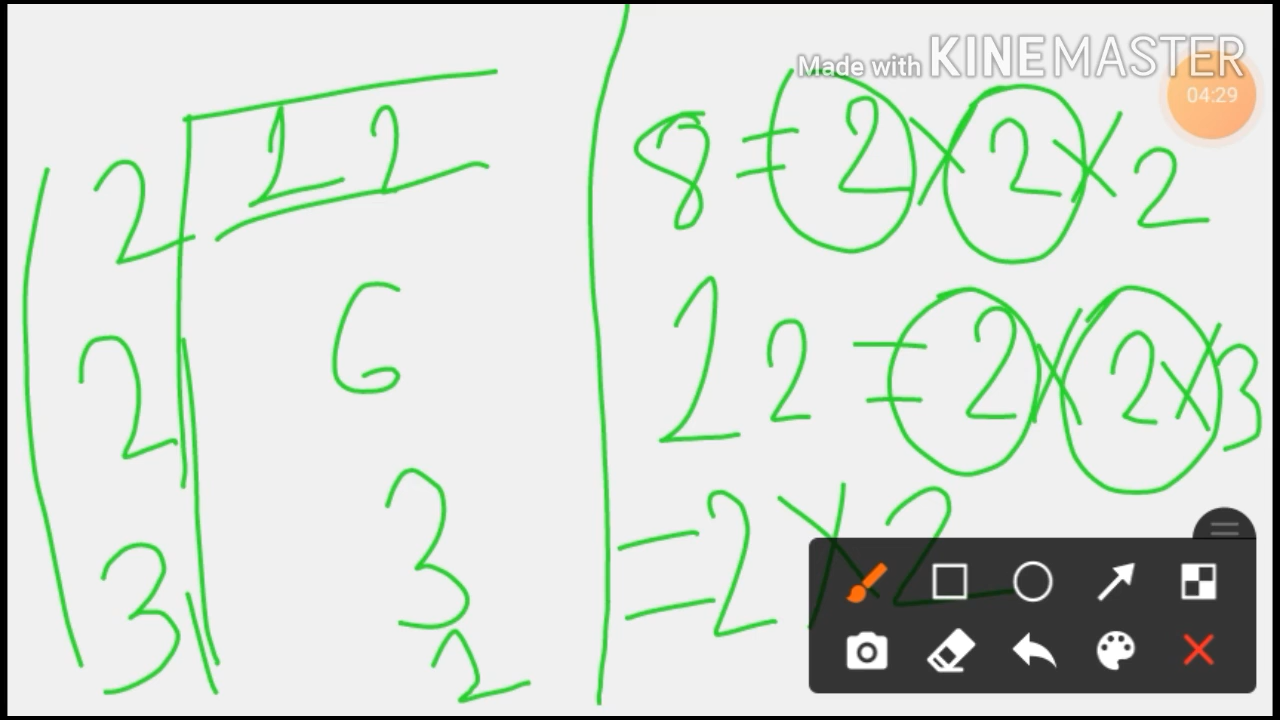 Made with KINEMASTER
04:29
2 12
2 6
3 3
1
8 = 2 × 2 × 2
12 = 2 × 2 × 3
= 2 × 2